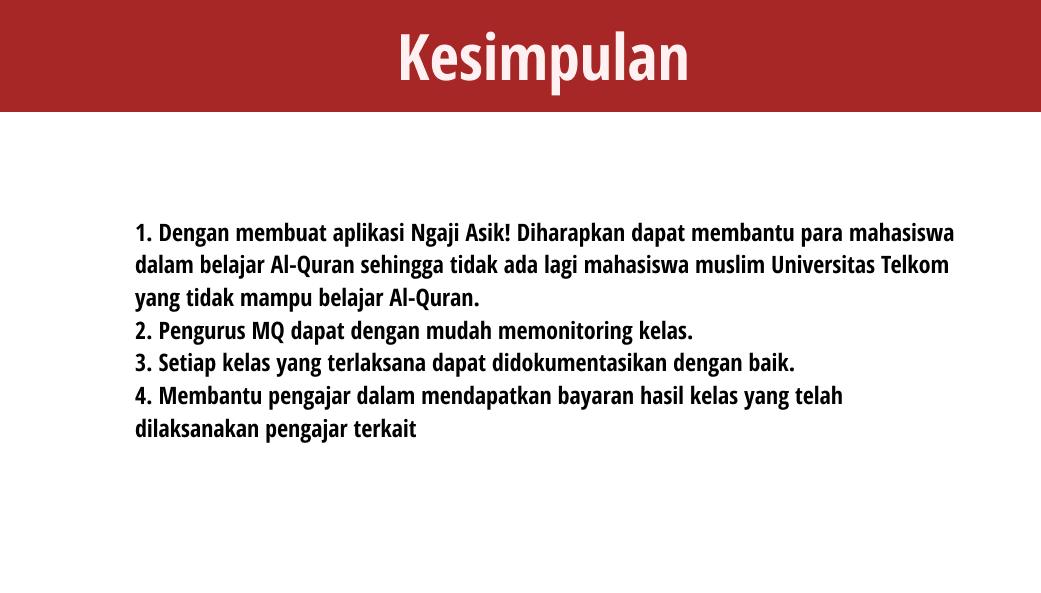 Kesimpulan
1. Dengan membuat aplikasi Ngaji Asik! Diharapkan dapat membantu para mahasiswa
dalam belajar Al-Quran sehingga tidak ada lagi mahasiswa muslim Universitas Telkom
yang tidak mampu belajar Al-Quran.
2. Pengurus MQ dapat dengan mudah memonitoring kelas.
3. Setiap kelas yang terlaksana dapat didokumentasikan dengan baik.
4. Membantu pengajar dalam mendapatkan bayaran hasil kelas yang telah
dilaksanakan pengajar terkait